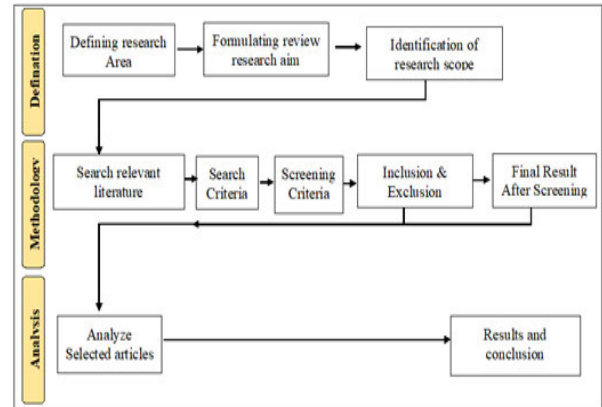 Defination
Defining research
Area
Formulating review
research aim
Identification of
research scope
Methodology
Search relevant
literature
Search
Criteria
Screening
Criteria
Inclusion &
Exclusion
Final Result
After Screening
Analysis
Analyze
Selected articles
Results and
conclusion